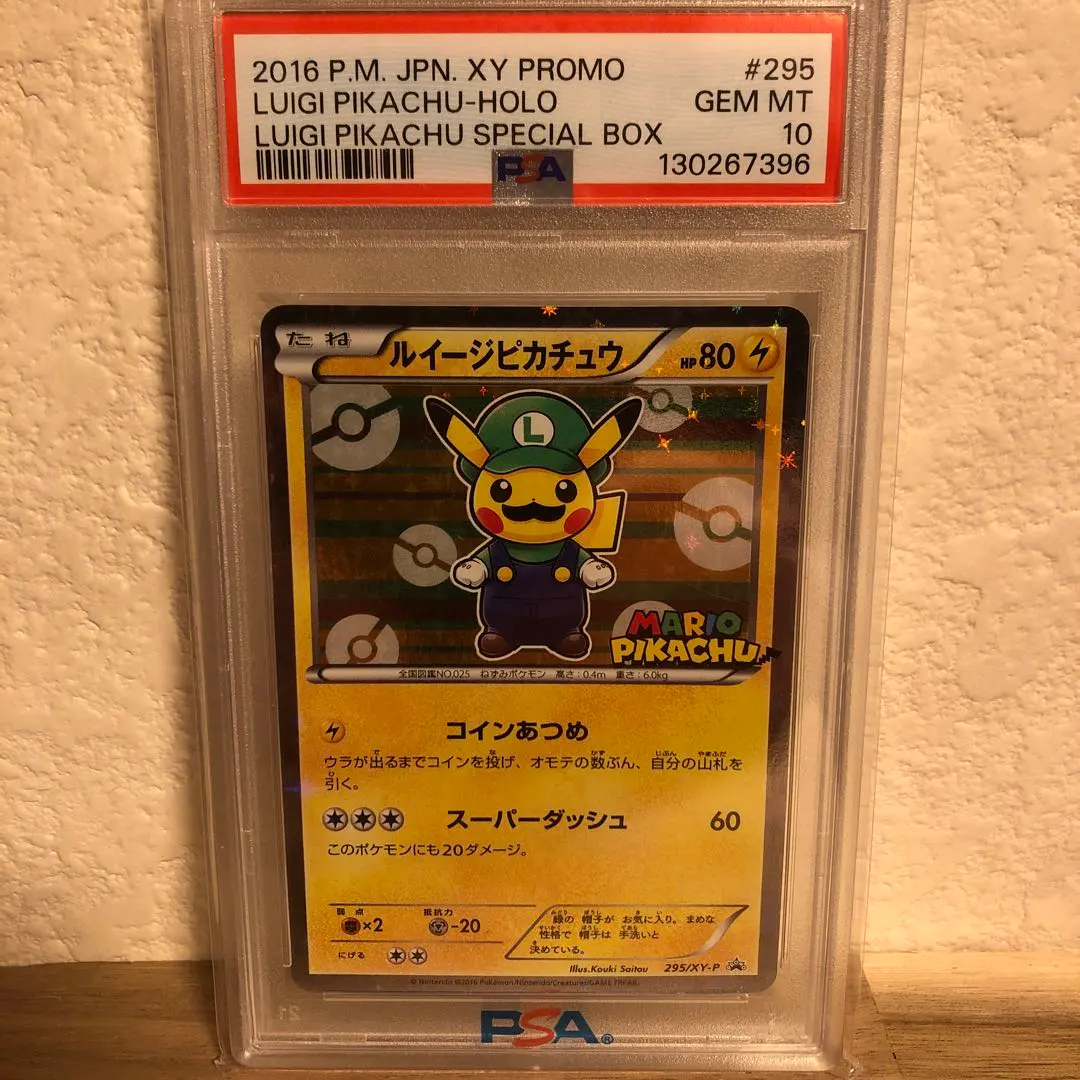 2016 P.M. JPN. XY PROMO #295
LUIGI PIKACHU-HOLO GEM MT
LUIGI PIKACHU SPECIAL BOX 10
PSA 130267396
たね ルイージピカチュウ HP80
L
MARIO
PIKACHU
全国図鑑NO.025 ねずみポケモン 高さ:0.4m 重さ:6.0kg
コインあつめ
ウラが出るまでコインを投げ、オモテの数ぶん、自分の山札を
引く。
スーパーダッシュ 60
このポケモンにも20ダメージ。
弱点 抵抗力
×2 -20
緑の 帽子が お気に入り。 まめな
性格で 帽子は 手洗いと
決めている。
にげる
Illus.Kouki Saitou 295/XY-P
© Nintendo ©2016 Pokémon/Nintendo/Creatures/GAME FREAK.
PSA®